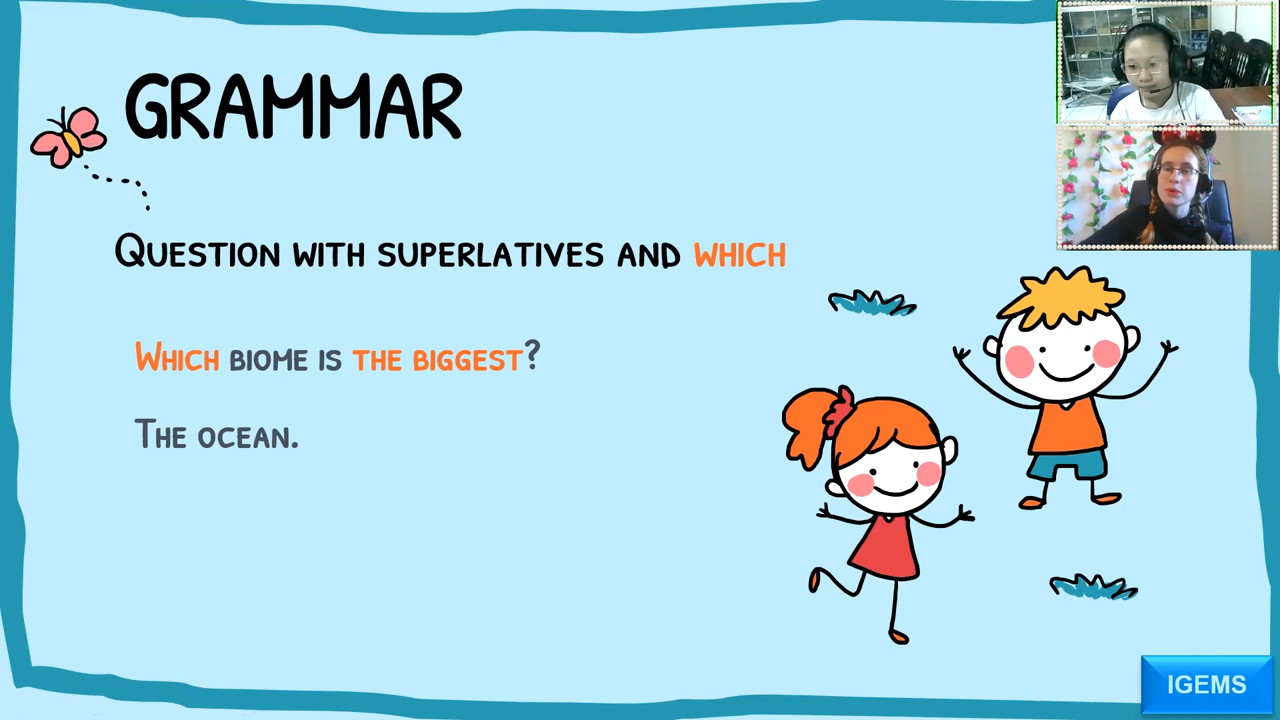 GRAMMAR
QUESTION WITH SUPERLATIVES AND WHICH
WHICH BIOME IS THE BIGGEST?
THE OCEAN.
IGEMS